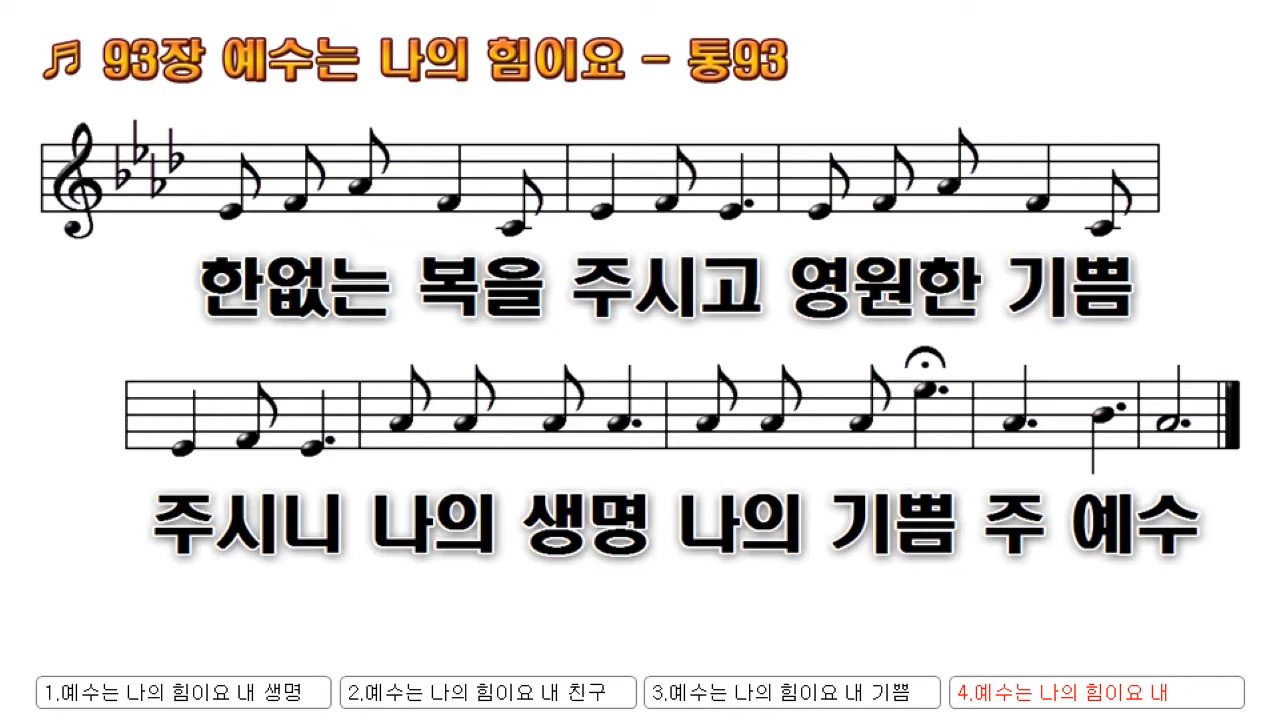 93장 예수는 나의 힘이요 - 통93
한없는 복을 주시고 영원한 기쁨
주시니 나의 생명 나의 기쁨 주 예수
1.예수는 나의 힘이요 내 생명
2.예수는 나의 힘이요 내 친구
3.예수는 나의 힘이요 내 기쁨
4.예수는 나의 힘이요 내